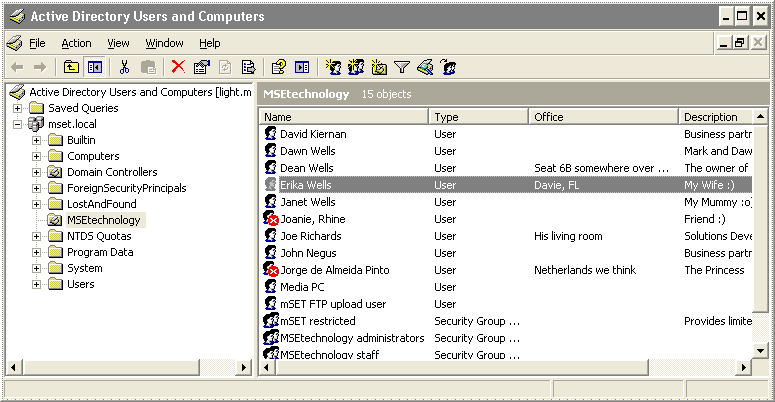 Active Directory Users and Computers
File Action View Window Help
Active Directory Users and Computers [light.m
Saved Queries
mset.local
Builtin
Computers
Domain Controllers
ForeignSecurityPrincipals
LostAndFound
MSEtechnology
NTDS Quotas
Program Data
System
Users
MSEtechnology 15 objects
Name Type Office Description
David Kiernan User Business partn
Dawn Wells User Mark and Daw
Dean Wells User Seat 6B somewhere over ... The owner of
Erika Wells User Davie, FL My Wife :)
Janet Wells User My Mummy :o)
Joanie, Rhine User Friend :)
Joe Richards User His living room Solutions Deve
John Negus User Business partn
Jorge de Almeida Pinto User Netherlands we think The Princess
Media PC User
mSET FTP upload user User
mSET restricted Security Group ... Provides limite
MSEtechnology administrators Security Group ...
MSEtechnology staff Security Group ...